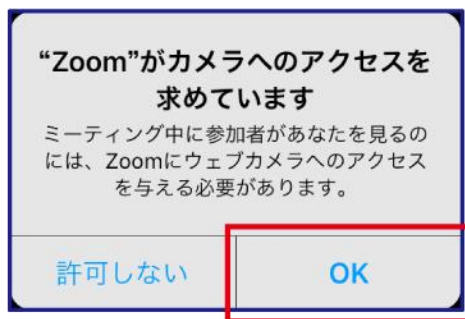 “Zoom”がカメラへのアクセスを
求めています
ミーティング中に参加者があなたを見るの
には、Zoomにウェブカメラへのアクセス
を与える必要があります。
許可しない
OK